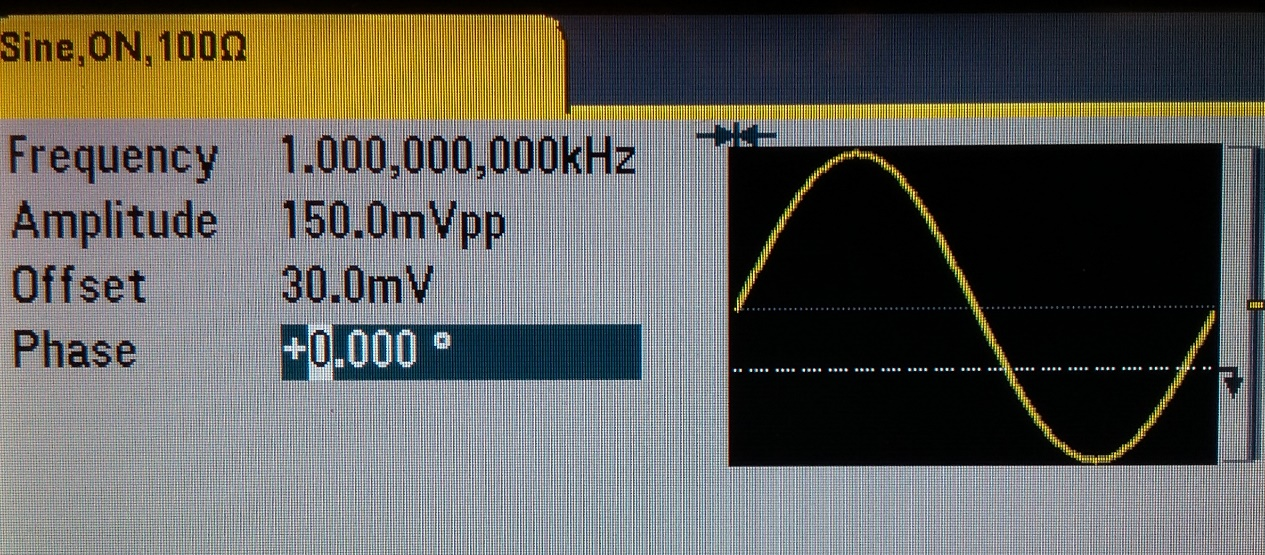 Sine,ON,100Ω
Frequency 1.000,000,000kHz
Amplitude 150.0mVpp
Offset 30.0mV
Phase +0.000 °